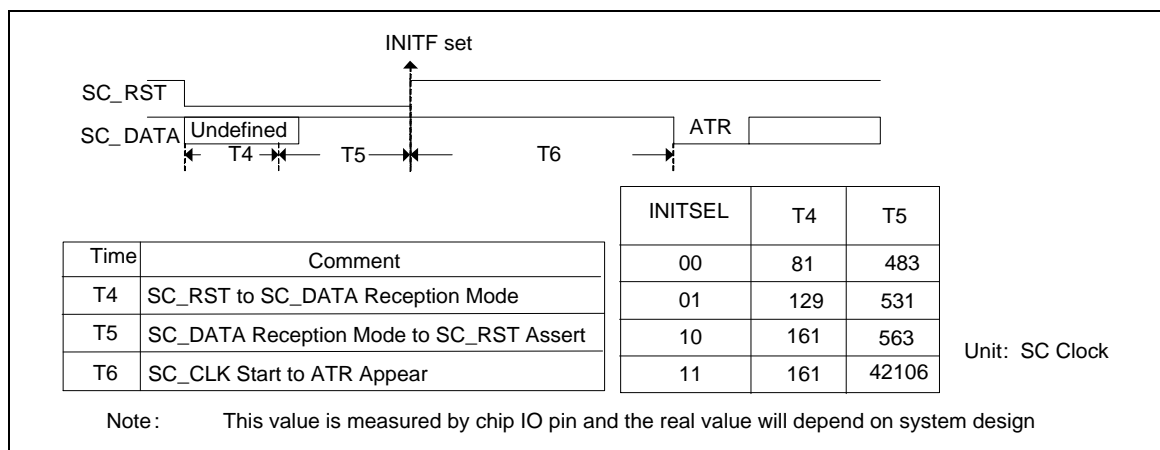 INITF set
SC_RST
SC_DATA Undefined ATR
T4 T5 T6
Time Comment
T4 SC_RST to SC_DATA Reception Mode
T5 SC_DATA Reception Mode to SC_RST Assert
T6 SC_CLK Start to ATR Appear
INITSEL T4 T5
00 81 483
01 129 531
10 161 563
11 161 42106
Unit: SC Clock
Note: This value is measured by chip IO pin and the real value will depend on system design